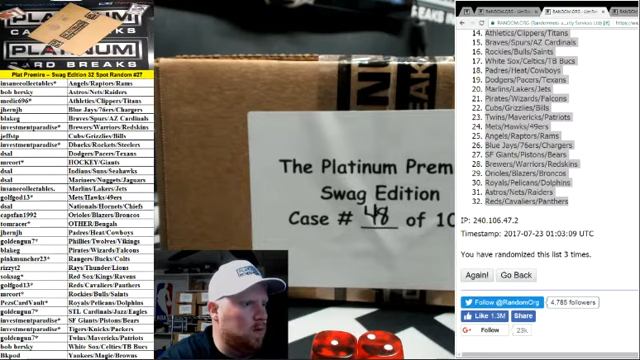 PLATINUM
CARD BREAKS
Plat Premire – Swag Edition 32 Spot Random #27
insanecollectables* Angels/Raptors/Rams
bob bersky Astros/Nets/Raiders
medic696* Athletics/Clippers/Titans
jhernjh Blue Jays/76ers/Chargers
blakeg Braves/Spurs/AZ Cardinals
investmentparadise* Brewers/Warriors/Redskins
jeffstp Cubs/Grizzlies/Bills
investmentparadise* Dbacks/Rockets/Steelers
dsal Dodgers/Pacers/Texans
mroort* HOCKEY/Giants
dsal Indians/Suns/Seahawks
dsal Mariners/Nuggets/Jaguars
insanecollectables. Marlins/Lakers/Jets
golfgod13* Mets/Hawks/49ers
dsal Nationals/Hornets/Chiefs
capsfan1992 Orioles/Blazers/Broncos
tomracer* OTHER/Bengals
jhernjh Padres/Heat/Cowboys
goldengun7* Phillies/Twolves/Vikings
blakeg Pirates/Wizards/Falcons
pinkmuncher23* Rangers/Bucks/Colts
rizzyt2 Rays/Thunder/Lions
soksag* Red Sox/Kings/Ravens
golfgod13* Reds/Cavaliers/Panthers
mroort* Rockies/Bulls/Saints
PezsCardVault* Royals/Pelicans/Dolphins
goldengun7* STL Cardinals/Jazz/Eagles
investmentparadise* SF Giants/Pistons/Bears
investmentparadise* Tigers/Knicks/Packers
goldengun7* Twins/Mavericks/Patriots
bob bersky White Sox/Celtics/TB Bucs
Bkpod Yankees/Magic/Browns
The Platinum Prem
Swag Edition
Case # 48 of 10
14. Athletics/Clippers/Titans
15. Braves/Spurs/AZ Cardinals
16. Rockies/Bulls/Saints
17. White Sox/Celtics/TB Bucs
18. Padres/Heat/Cowboys
19. Dodgers/Pacers/Texans
20. Marlins/Lakers/Jets
21. Pirates/Wizards/Falcons
22. Cubs/Grizzlies/Bills
23. Twins/Mavericks/Patriots
24. Mets/Hawks/49ers
25. Angels/Raptors/Rams
26. Blue Jays/76ers/Chargers
27. SF Giants/Pistons/Bears
28. Brewers/Warriors/Redskins
29. Orioles/Blazers/Broncos
30. Royals/Pelicans/Dolphins
31. Astros/Nets/Raiders
32. Reds/Cavaliers/Panthers
IP: 240.106.47.2
Timestamp: 2017-07-23 01:03:09 UTC
You have randomized this list 3 times.
Again! Go Back
Follow @RandomOrg 4,785 followers
Like 1.3M Share
Follow 23k